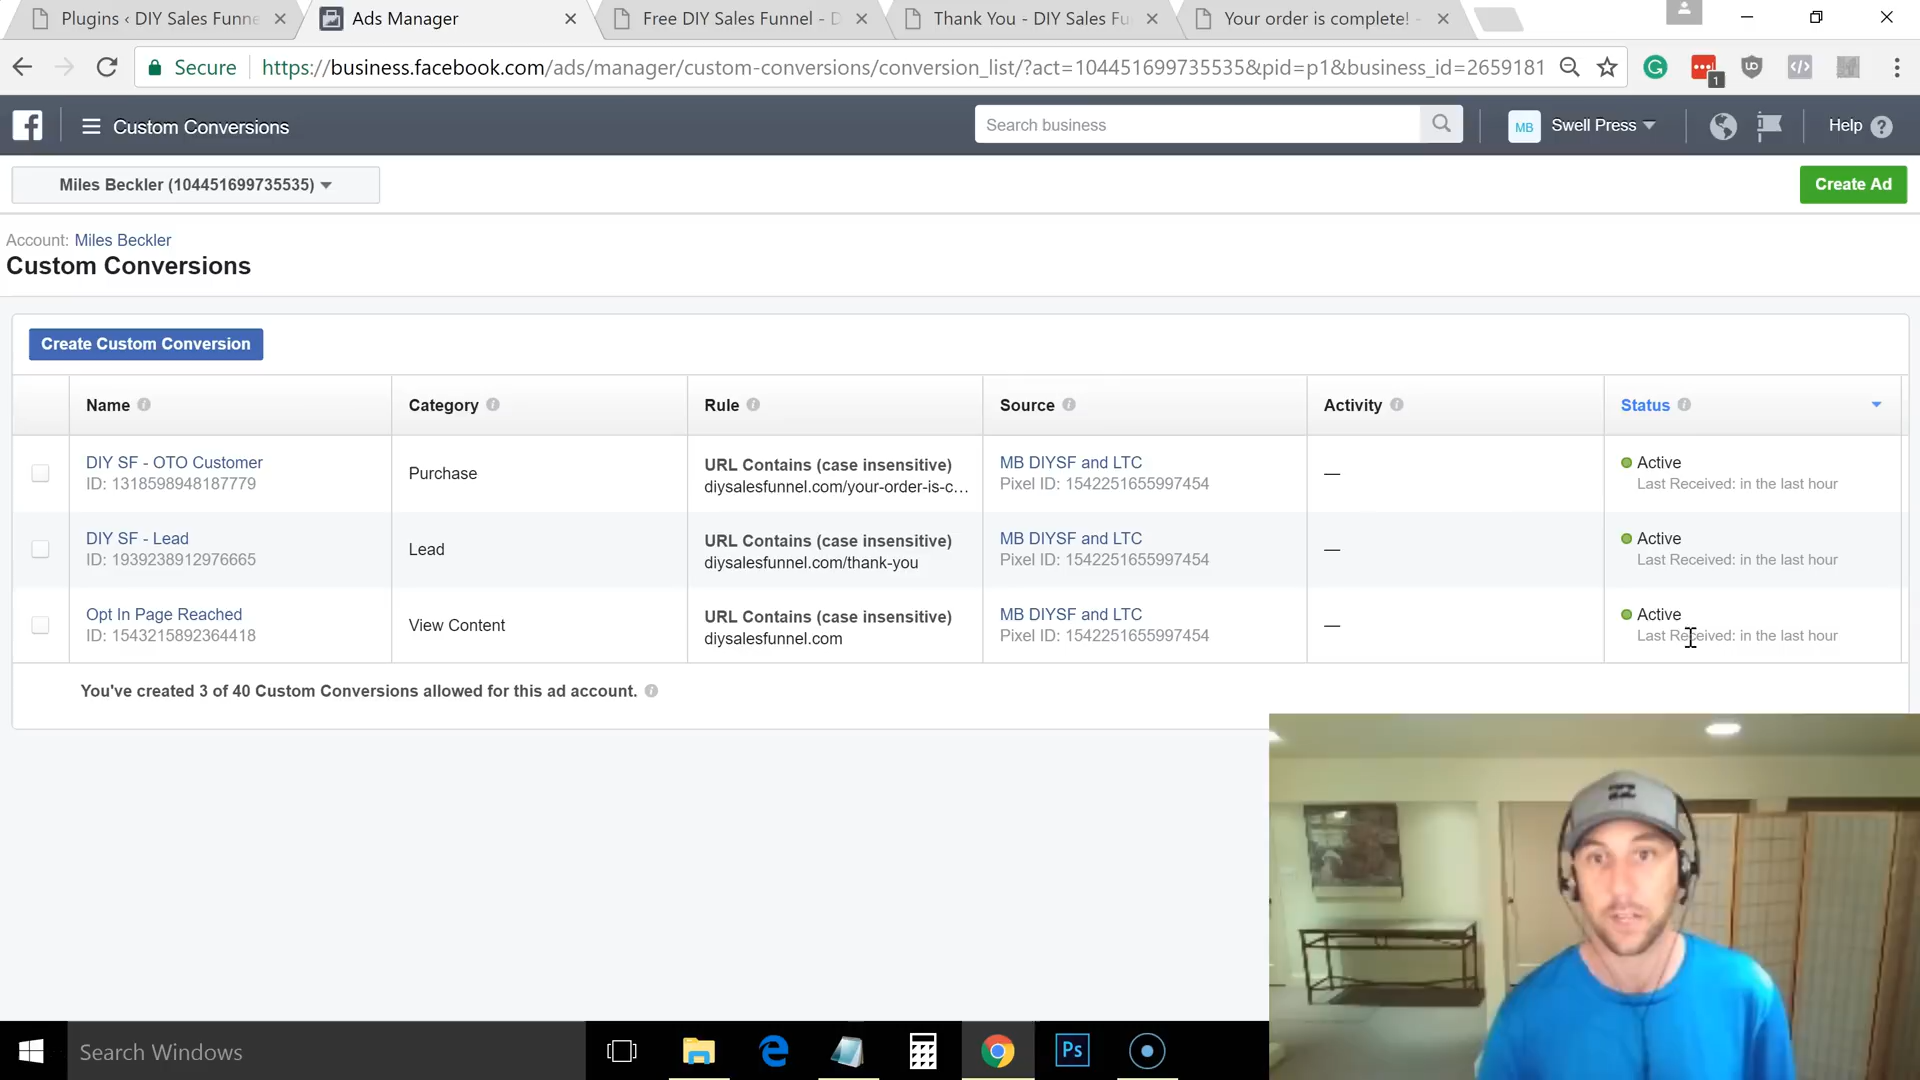 Plugins ‹ DIY Sales Funne
Ads Manager
Free DIY Sales Funnel - D
Thank You - DIY Sales Fu
Your order is complete! -
Secure
https://business.facebook.com/ads/manager/custom-conversions/conversion_list/?act=104451699735535&pid=p1&business_id=2659181
1
Custom Conversions
Search business
MB
Swell Press
Help
Miles Beckler (104451699735535)
Create Ad
Account: Miles Beckler
Custom Conversions
Create Custom Conversion
Name
Category
Rule
Source
Activity
Status
DIY SF - OTO Customer
ID: 1318598948187779
Purchase
URL Contains (case insensitive)
diysalesfunnel.com/your-order-is-c...
MB DIYSF and LTC
Pixel ID: 1542251655997454
—
Active
Last Received: in the last hour
DIY SF - Lead
ID: 1939238912976665
Lead
URL Contains (case insensitive)
diysalesfunnel.com/thank-you
MB DIYSF and LTC
Pixel ID: 1542251655997454
—
Active
Last Received: in the last hour
Opt In Page Reached
ID: 1543215892364418
View Content
URL Contains (case insensitive)
diysalesfunnel.com
MB DIYSF and LTC
Pixel ID: 1542251655997454
—
Active
Last Received: in the last hour
You've created 3 of 40 Custom Conversions allowed for this ad account.
Search Windows
Ps